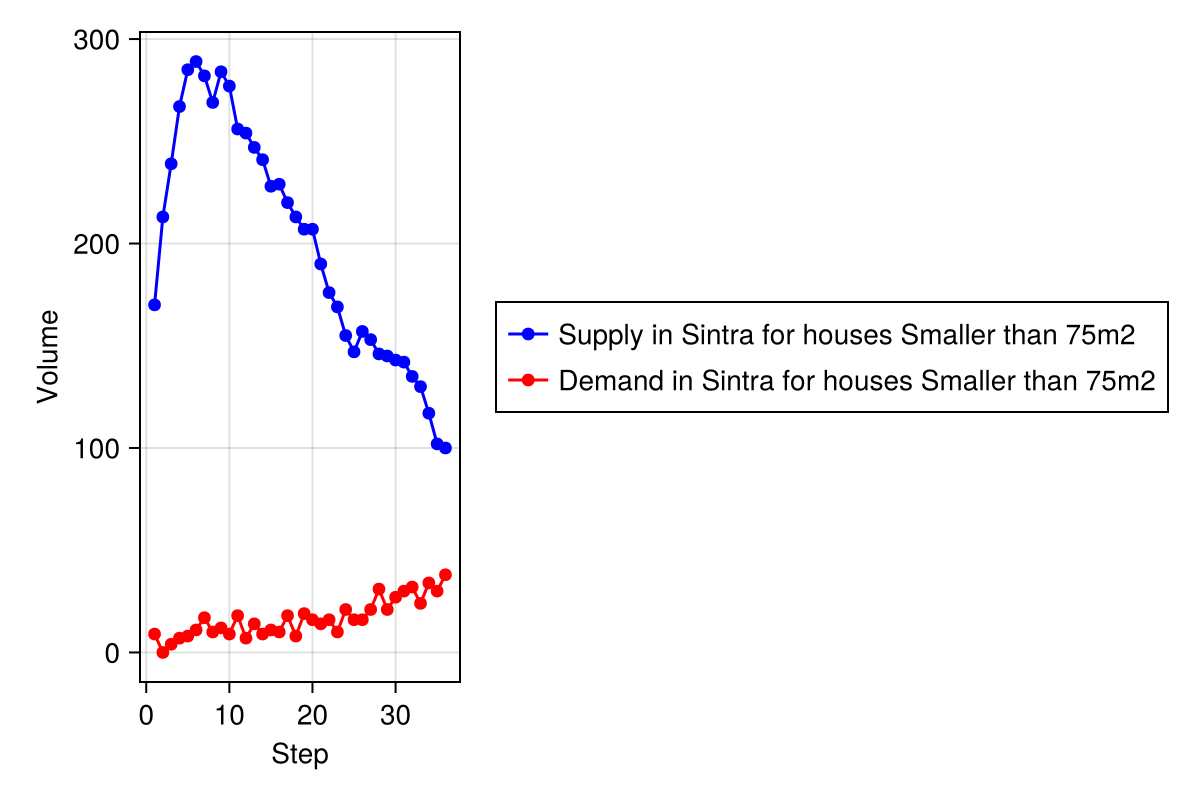 300
200
100
0
Volume
0 10 20 30
Step
Supply in Sintra for houses Smaller than 75m2
Demand in Sintra for houses Smaller than 75m2